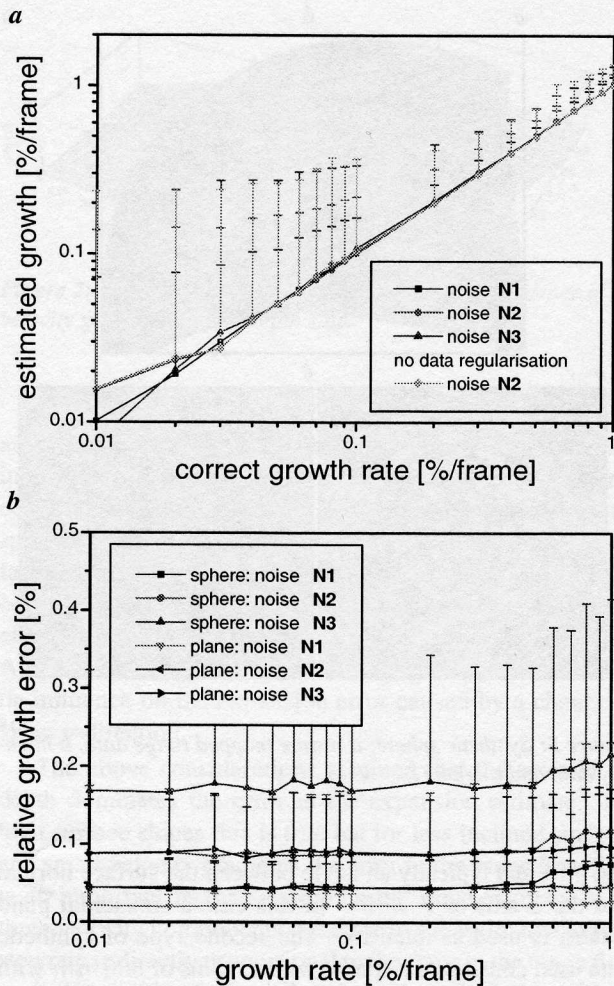 a
estimated growth [%/frame]
1
0.1
0.01
noise N1
noise N2
noise N3
no data regularisation
noise N2
0.01
0.1
1
correct growth rate [%/frame]
b
relative growth error [%]
0.5
0.4
0.3
0.2
0.1
0.0
sphere: noise N1
sphere: noise N2
sphere: noise N3
plane: noise N1
plane: noise N2
plane: noise N3
0.01
0.1
1
growth rate [%/frame]